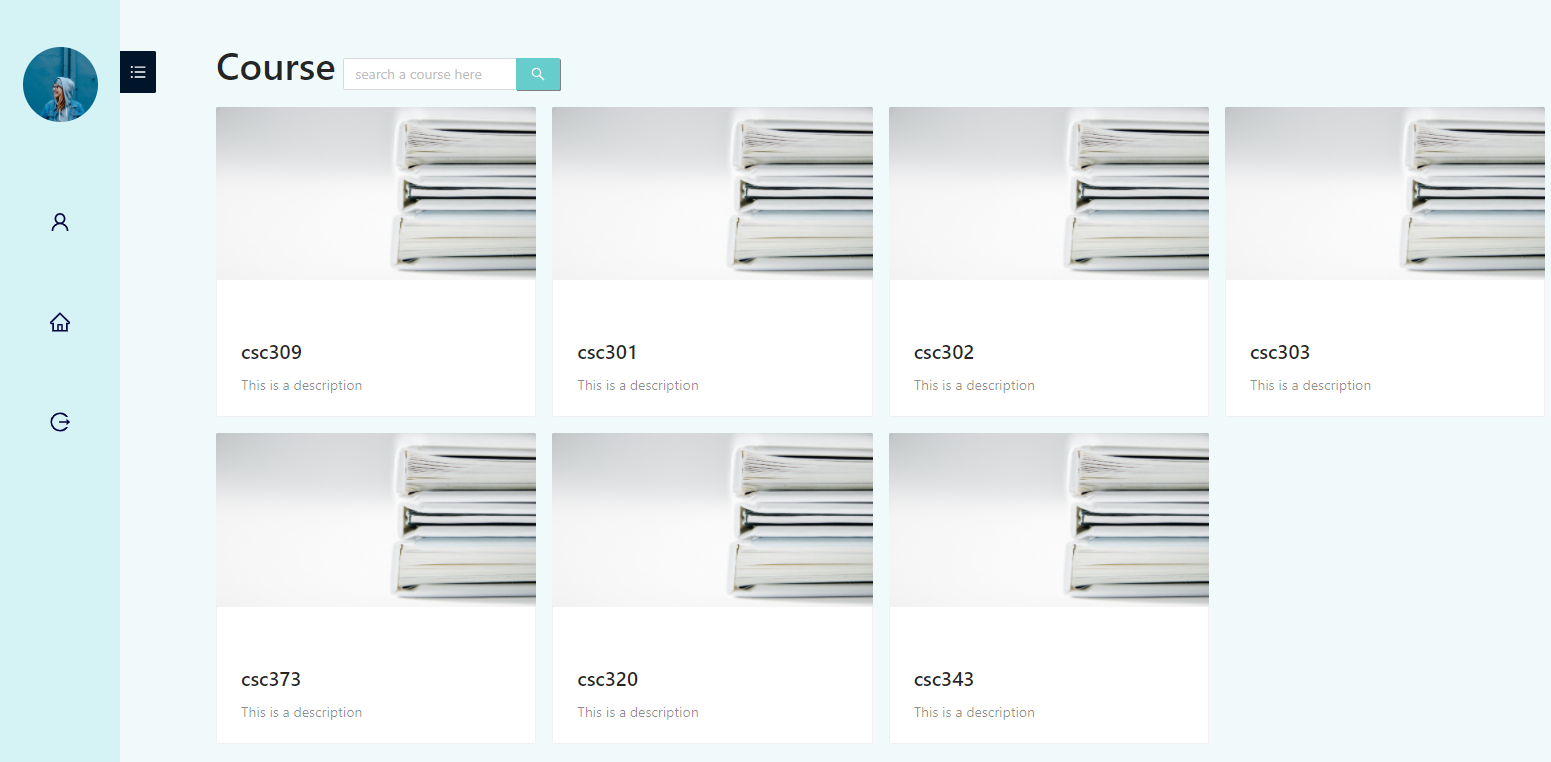 Course
search a course here
csc309
This is a description
csc301
This is a description
csc302
This is a description
csc303
This is a description
csc373
This is a description
csc320
This is a description
csc343
This is a description